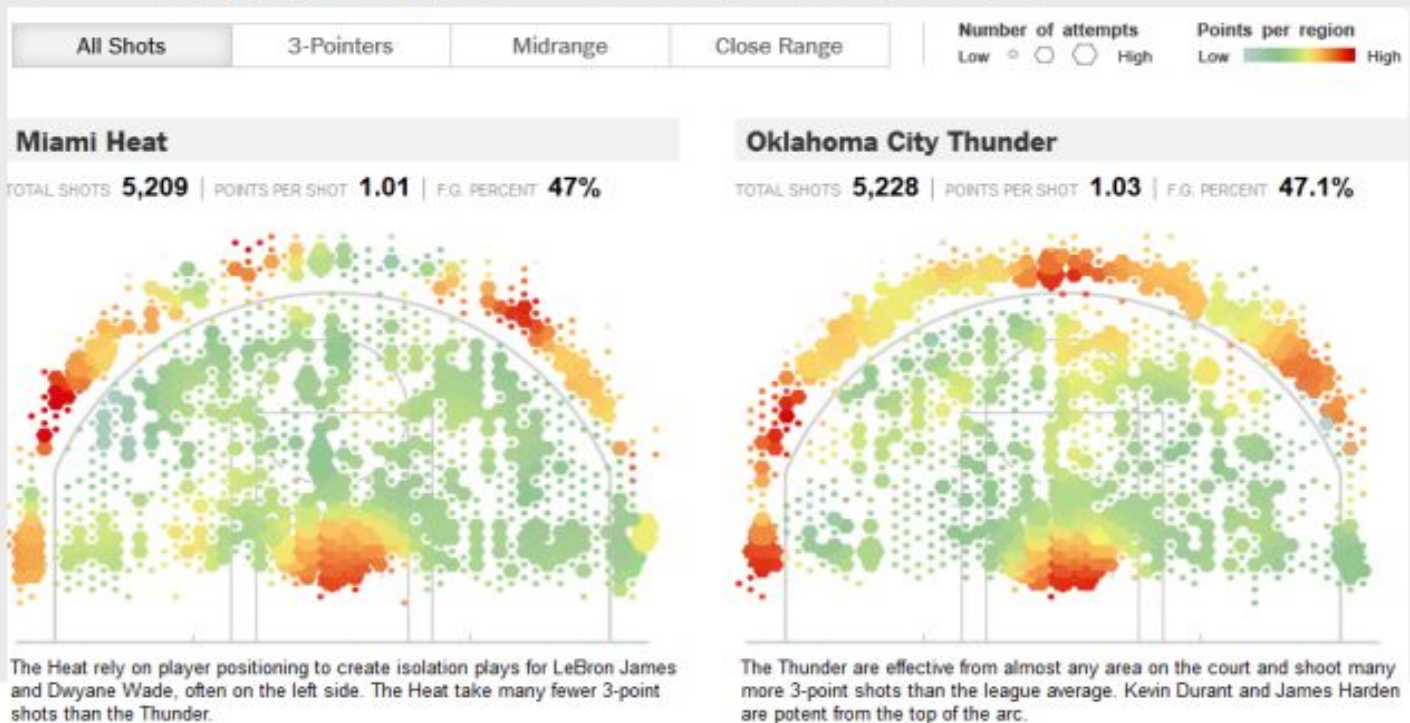 All Shots 3-Pointers Midrange Close Range
Number of attempts
Low High
Points per region
Low High
Miami Heat
TOTAL SHOTS 5,209 | POINTS PER SHOT 1.01 | F.G. PERCENT 47%
The Heat rely on player positioning to create isolation plays for LeBron James
and Dwyane Wade, often on the left side. The Heat take many fewer 3-point
shots than the Thunder.
Oklahoma City Thunder
TOTAL SHOTS 5,228 | POINTS PER SHOT 1.03 | F.G. PERCENT 47.1%
The Thunder are effective from almost any area on the court and shoot many
more 3-point shots than the league average. Kevin Durant and James Harden
are potent from the top of the arc.